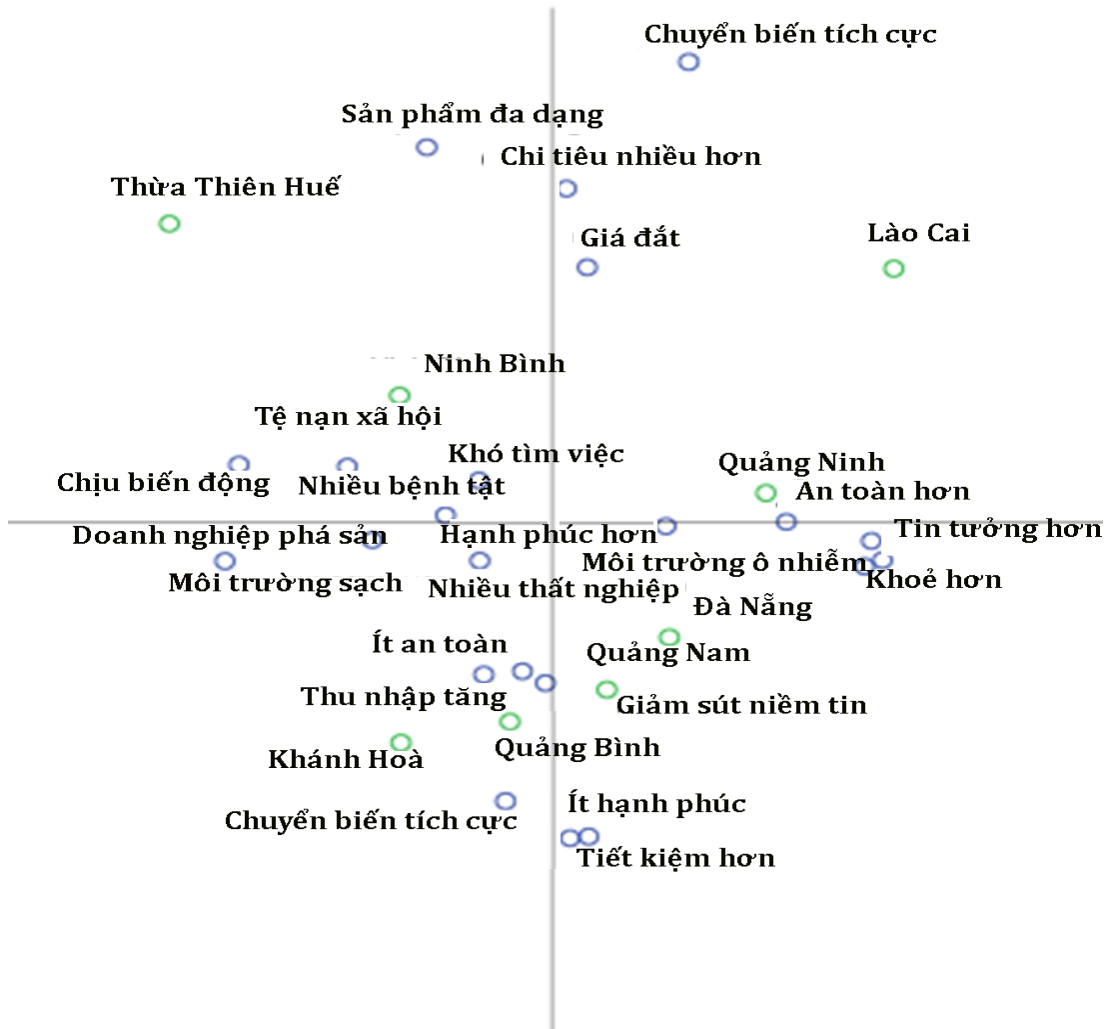 Chuyển biến tích cực
Sản phẩm đa dạng
Chi tiêu nhiều hơn
Thừa Thiên Huế
Giá đắt
Lào Cai
Ninh Bình
Tệ nạn xã hội
Khó tìm việc
Quảng Ninh
Chịu biến động
Nhiều bệnh tật
An toàn hơn
Doanh nghiệp phá sản
Hạnh phúc hơn
Tin tưởng hơn
Môi trường ô nhiễm
Môi trường sạch
Nhiều thất nghiệp
Khoẻ hơn
Đà Nẵng
Ít an toàn
Quảng Nam
Thu nhập tăng
Giảm sút niềm tin
Khánh Hoà
Quảng Bình
Chuyển biến tích cực
Ít hạnh phúc
Tiết kiệm hơn